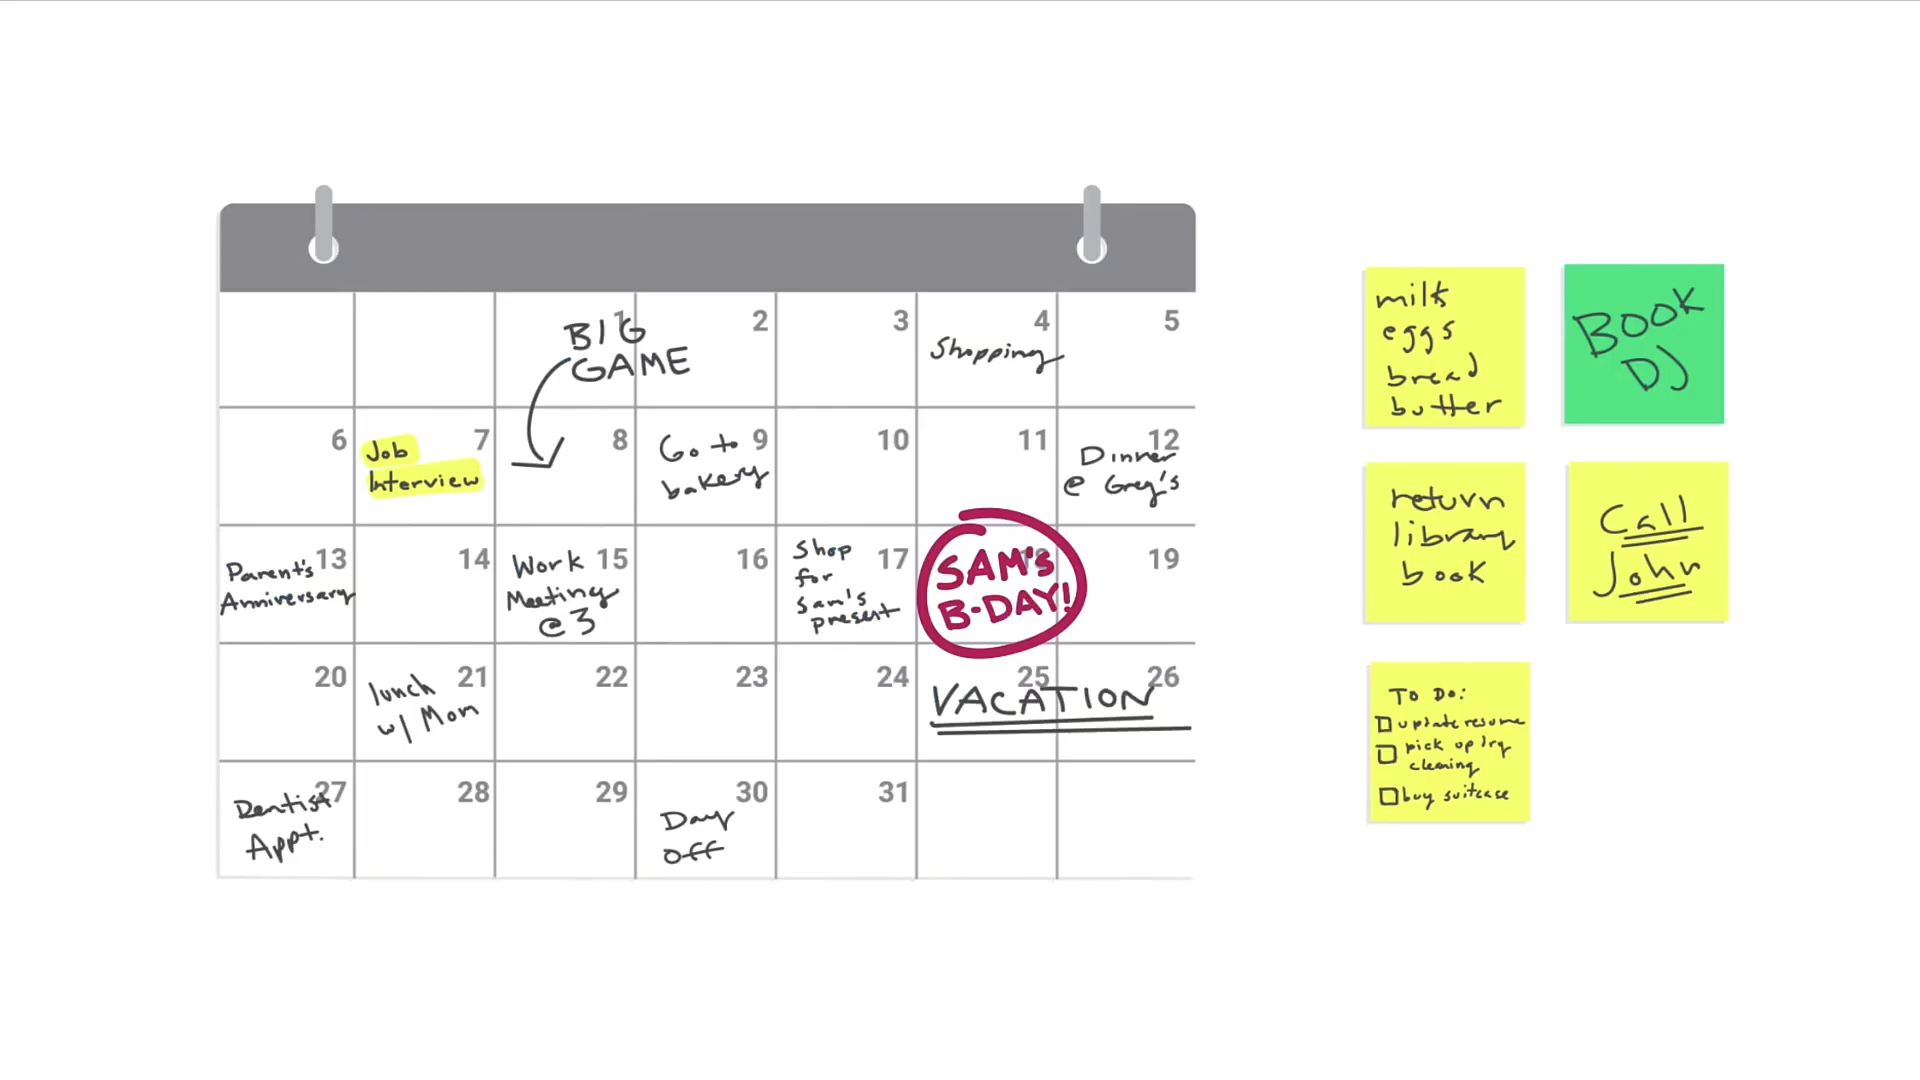 1 2 3 4 5
BIG
GAME
Shopping
6 7 8 9 10 11 12
Job
Interview
Go to
bakery
Dinner
@ Greg's
13 14 15 16 17 18 19
Parent's
Anniversary
Work
Meeting
@ 3
Shop
for
Sam's
present
SAM'S
B-DAY!
20 21 22 23 24 25 26
lunch
w/ Mom
VACATION
27 28 29 30 31
Dentist
Appt.
Day
off
milk
eggs
bread
butter
BOOK
DJ
return
library
book
Call
John
To Do:
update resume
pick up dry
cleaning
buy suitcase